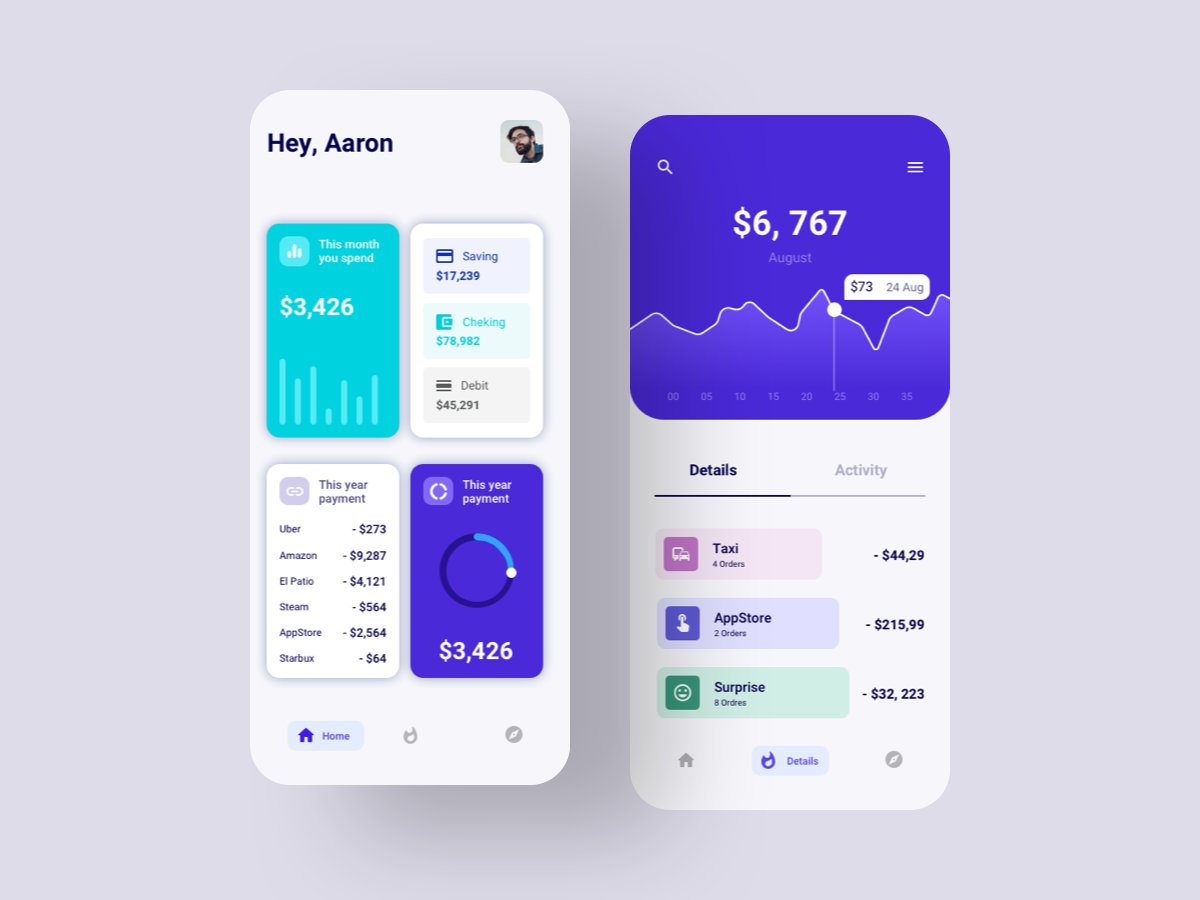 Hey, Aaron
This month
you spend
$3,426
Saving
$17,239
Cheking
$78,982
Debit
$45,291
This year
payment
Uber - $273
Amazon - $9,287
El Patio - $4,121
Steam - $564
AppStore - $2,564
Starbux - $64
This year
payment
$3,426
Home
$6, 767
August
$73 24 Aug
00 05 10 15 20 25 30 35
Details Activity
Taxi
4 Orders
- $44,29
AppStore
2 Orders
- $215,99
Surprise
8 Ordres
- $32, 223
Details